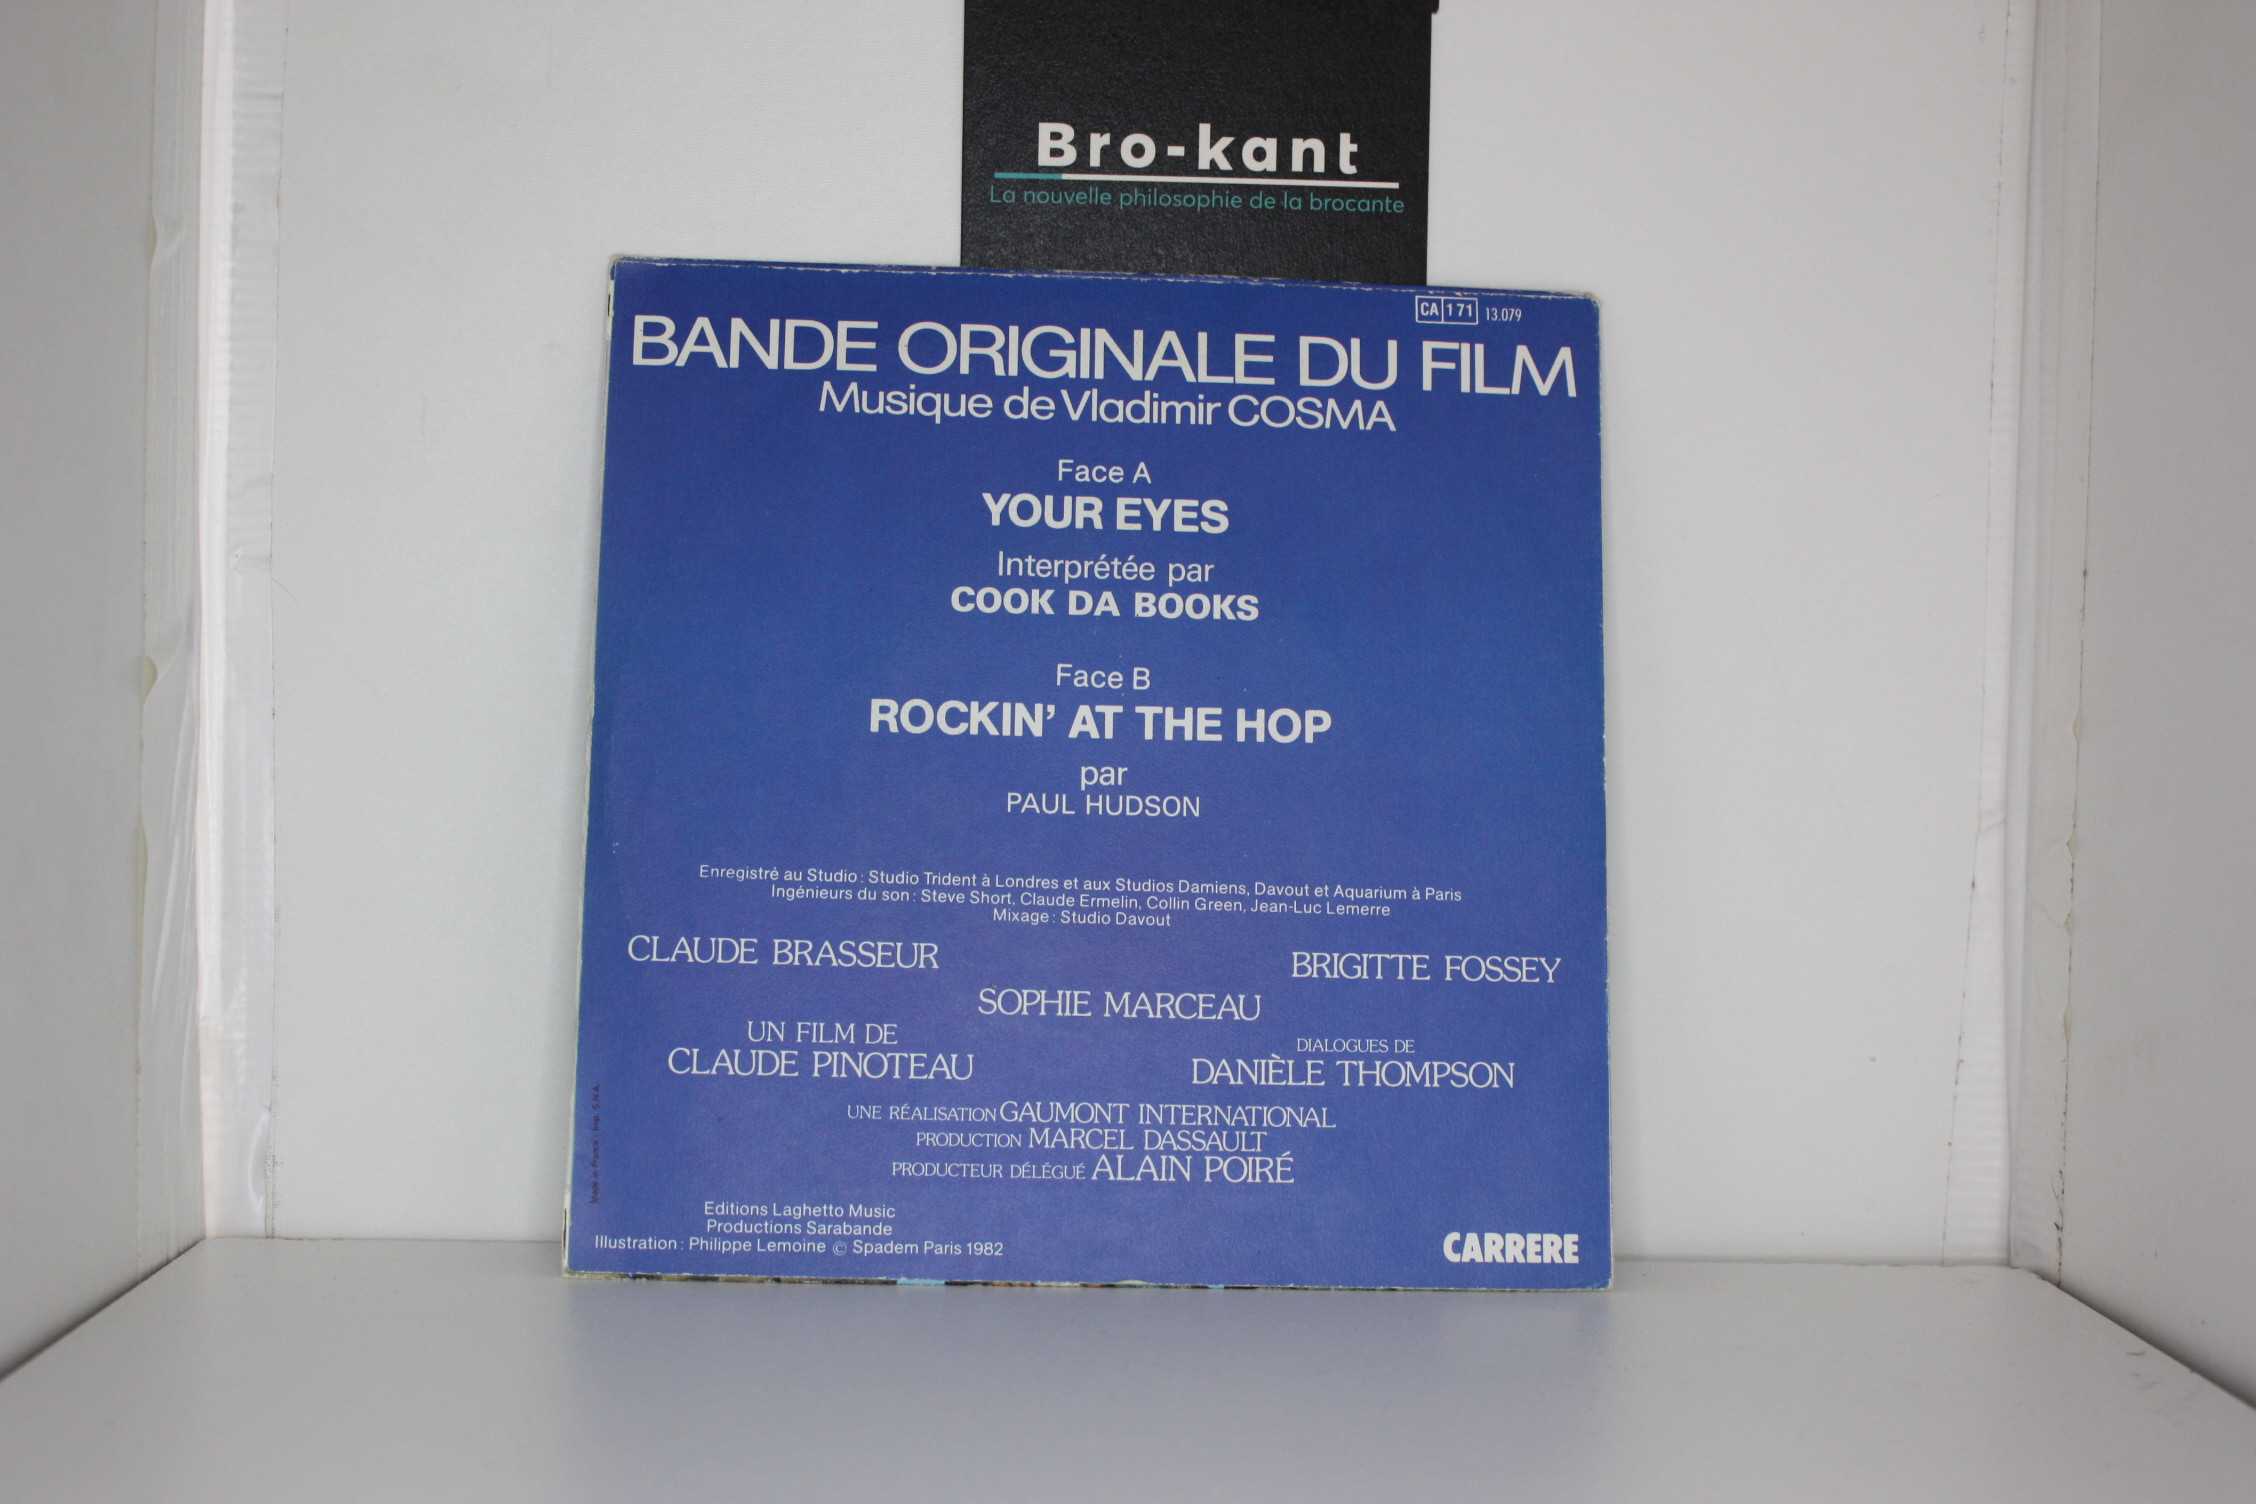 Bro-kant
La nouvelle philosophie de la brocante
CA 171 13.079
BANDE ORIGINALE DU FILM
Musique de Vladimir COSMA
Face A
YOUR EYES
Interprétée par
COOK DA BOOKS
Face B
ROCKIN' AT THE HOP
par
PAUL HUDSON
Enregistré au Studio : Studio Trident à Londres et aux Studios Damiens, Davout et Aquarium à Paris
Ingénieurs du son : Steve Short, Claude Ermelin, Collin Green, Jean-Luc Lemerre
Mixage : Studio Davout
CLAUDE BRASSEUR
BRIGITTE FOSSEY
SOPHIE MARCEAU
UN FILM DE
CLAUDE PINOTEAU
DIALOGUES DE
DANIÈLE THOMPSON
UNE RÉALISATION GAUMONT INTERNATIONAL
PRODUCTION MARCEL DASSAULT
PRODUCTEUR DÉLÉGUÉ ALAIN POIRÉ
Made in France - Imp. S.N.A.
Editions Laghetto Music
Productions Sarabande
Illustration : Philippe Lemoine © Spadem Paris 1982
CARRERE